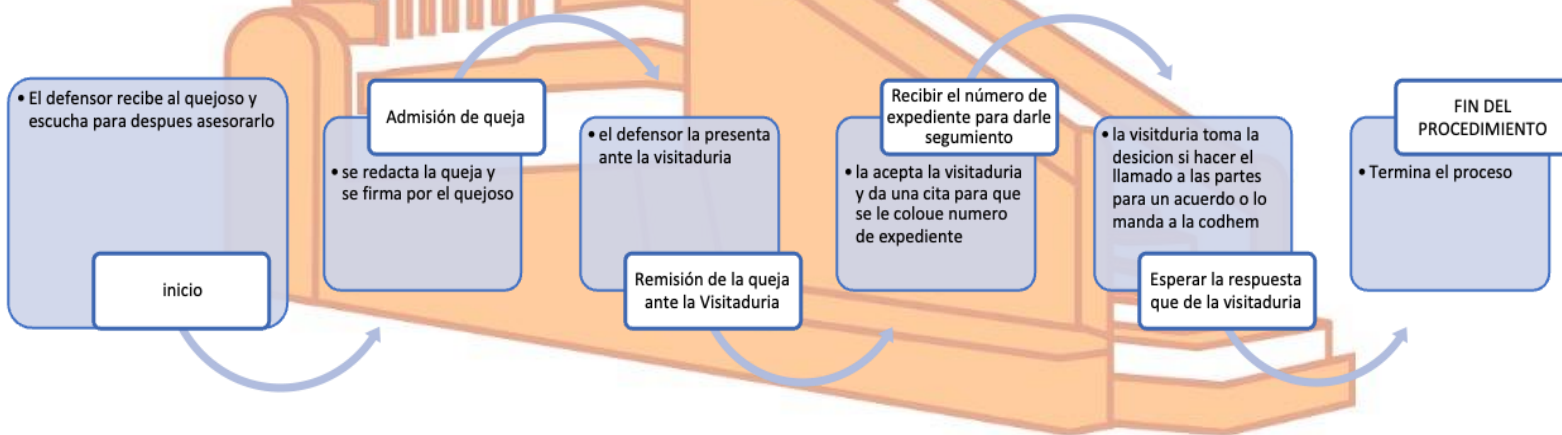 • El defensor recibe al quejoso y
escucha para despues asesorarlo
inicio
Admisión de queja
• se redacta la queja y
se firma por el quejoso
• el defensor la presenta
ante la visitaduria
Remisión de la queja
ante la Visitaduria
Recibir el número de
expediente para darle
segumiento
• la acepta la visitaduria
y da una cita para que
se le coloue numero
de expediente
• la visitduria toma la
desicion si hacer el
llamado a las partes
para un acuerdo o lo
manda a la codhem
Esperar la respuesta
que de la visitaduria
FIN DEL
PROCEDIMIENTO
• Termina el proceso